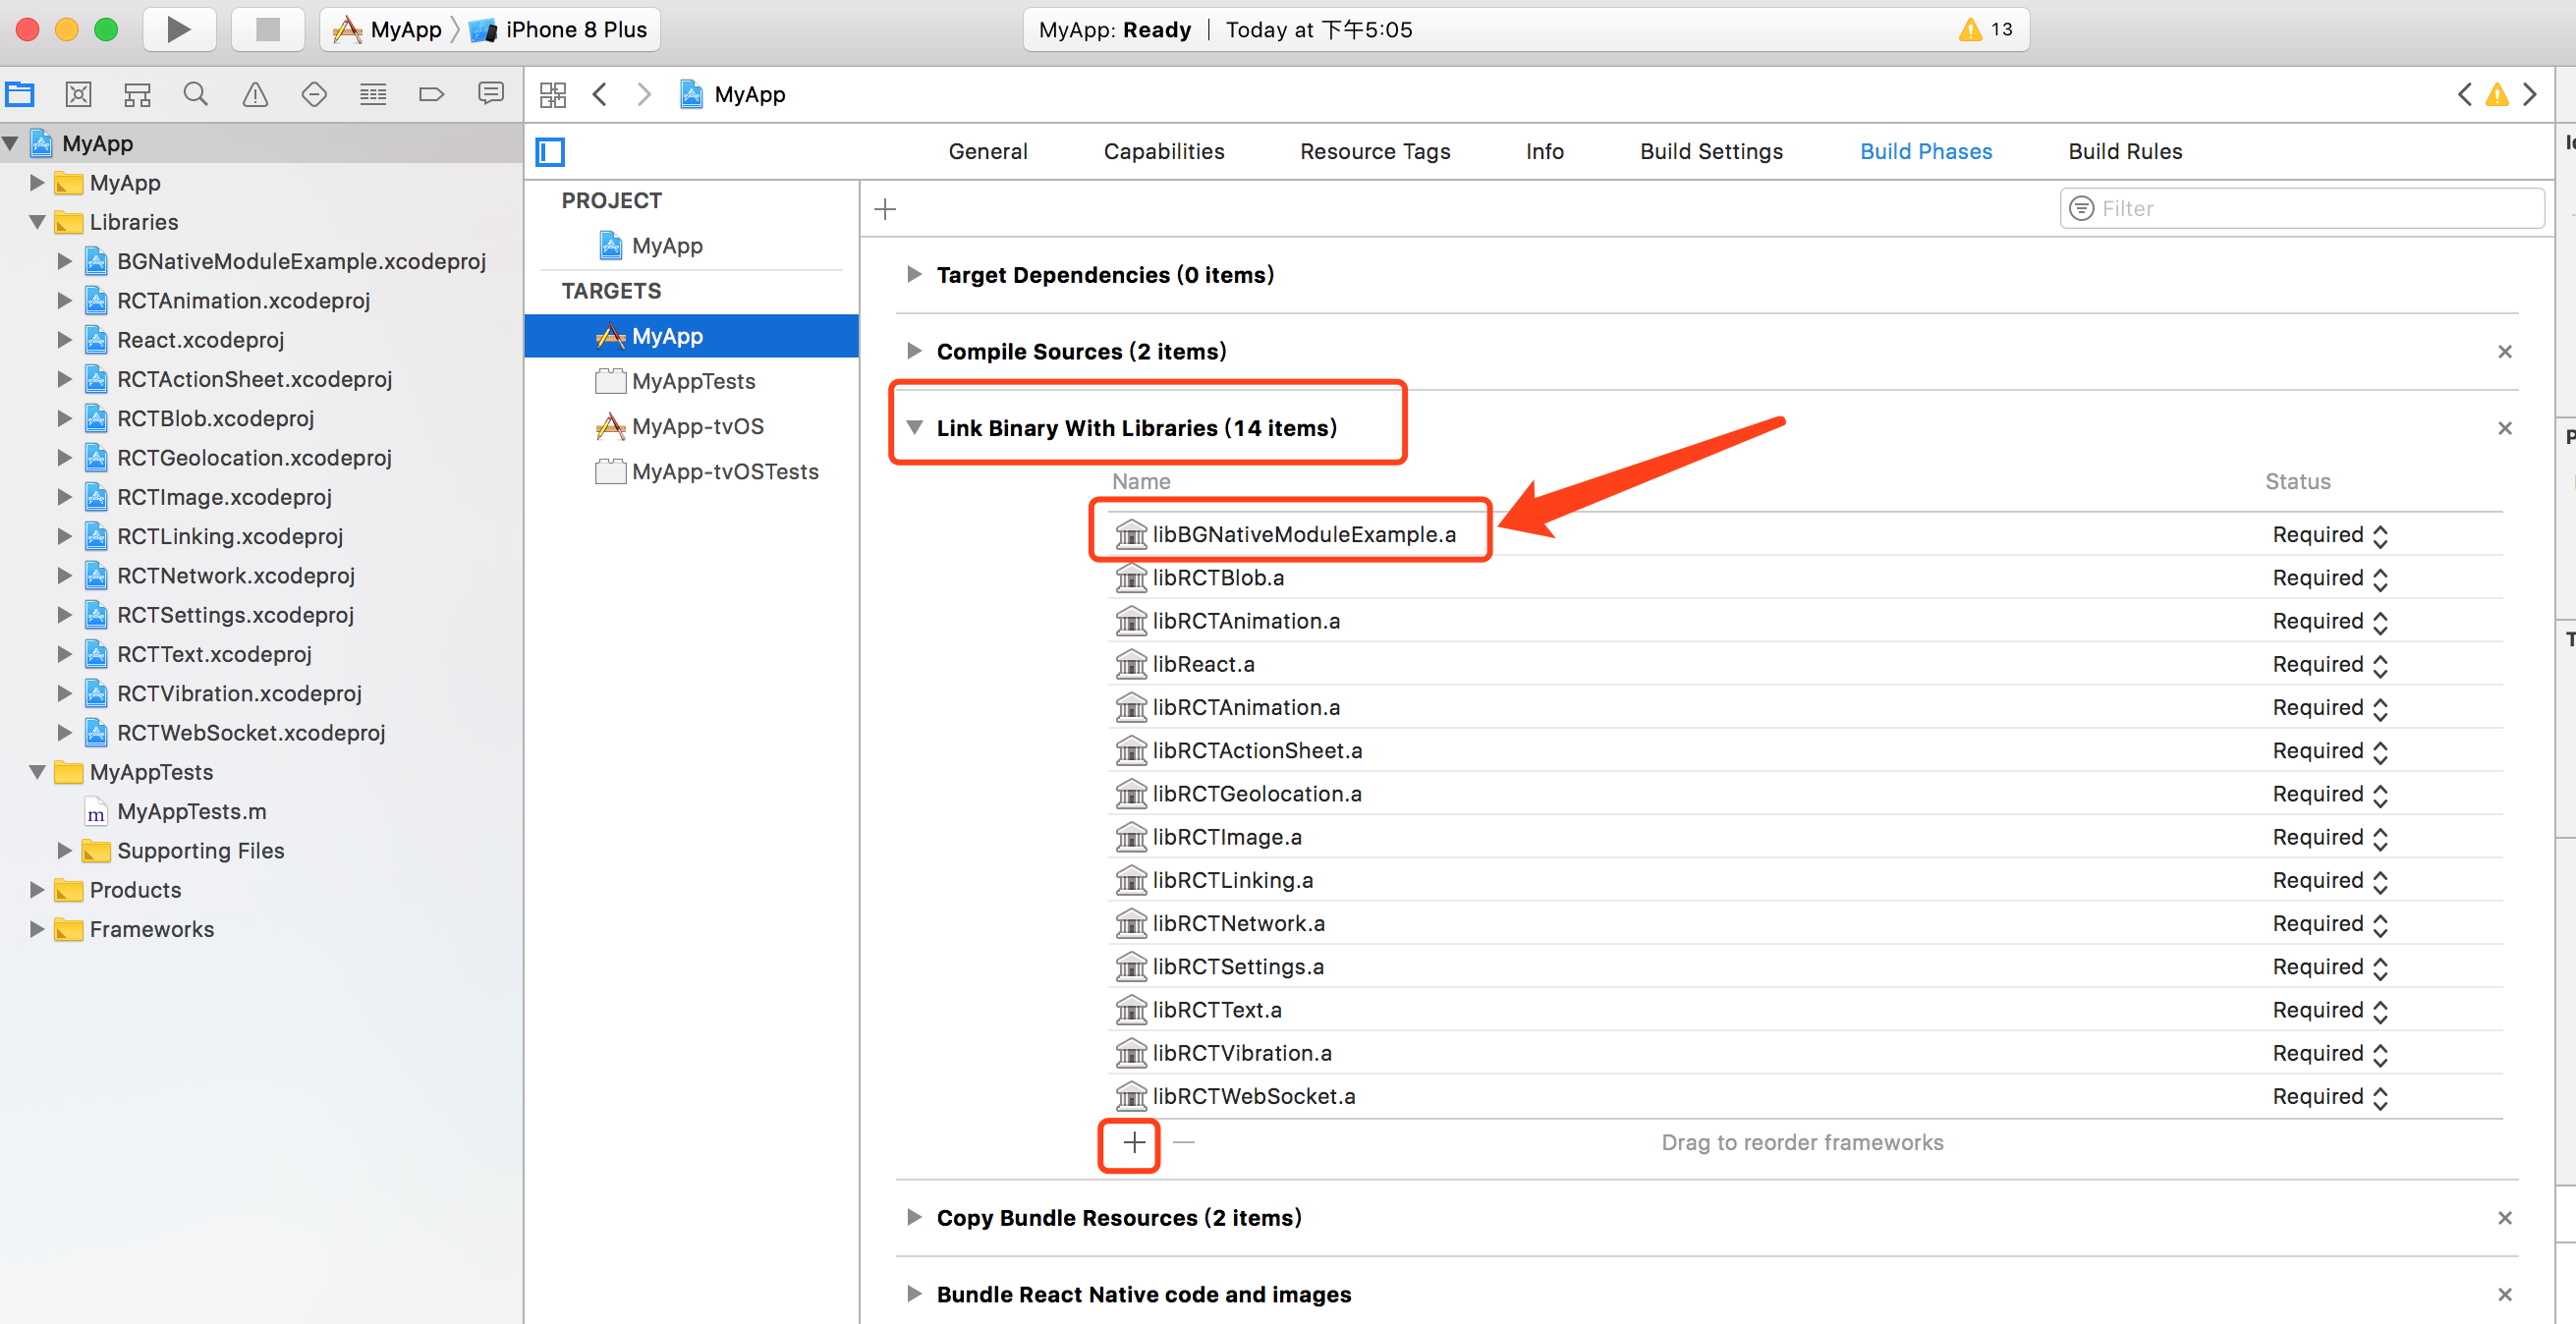 MyApp
iPhone 8 Plus
MyApp: Ready | Today at 下午5:05
13
MyApp
MyApp
MyApp
Libraries
BGNativeModuleExample.xcodeproj
RCTAnimation.xcodeproj
React.xcodeproj
RCTActionSheet.xcodeproj
RCTBlob.xcodeproj
RCTGeolocation.xcodeproj
RCTImage.xcodeproj
RCTLinking.xcodeproj
RCTNetwork.xcodeproj
RCTSettings.xcodeproj
RCTText.xcodeproj
RCTVibration.xcodeproj
RCTWebSocket.xcodeproj
MyAppTests
MyAppTests.m
Supporting Files
Products
Frameworks
General Capabilities Resource Tags Info Build Settings Build Phases Build Rules
PROJECT
MyApp
TARGETS
MyApp
MyAppTests
MyApp-tvOS
MyApp-tvOSTests
Filter
Target Dependencies (0 items)
Compile Sources (2 items)
Link Binary With Libraries (14 items)
Name Status
libBGNativeModuleExample.a Required
libRCTBlob.a Required
libRCTAnimation.a Required
libReact.a Required
libRCTAnimation.a Required
libRCTActionSheet.a Required
libRCTGeolocation.a Required
libRCTImage.a Required
libRCTLinking.a Required
libRCTNetwork.a Required
libRCTSettings.a Required
libRCTText.a Required
libRCTVibration.a Required
libRCTWebSocket.a Required
Drag to reorder frameworks
Copy Bundle Resources (2 items)
Bundle React Native code and images